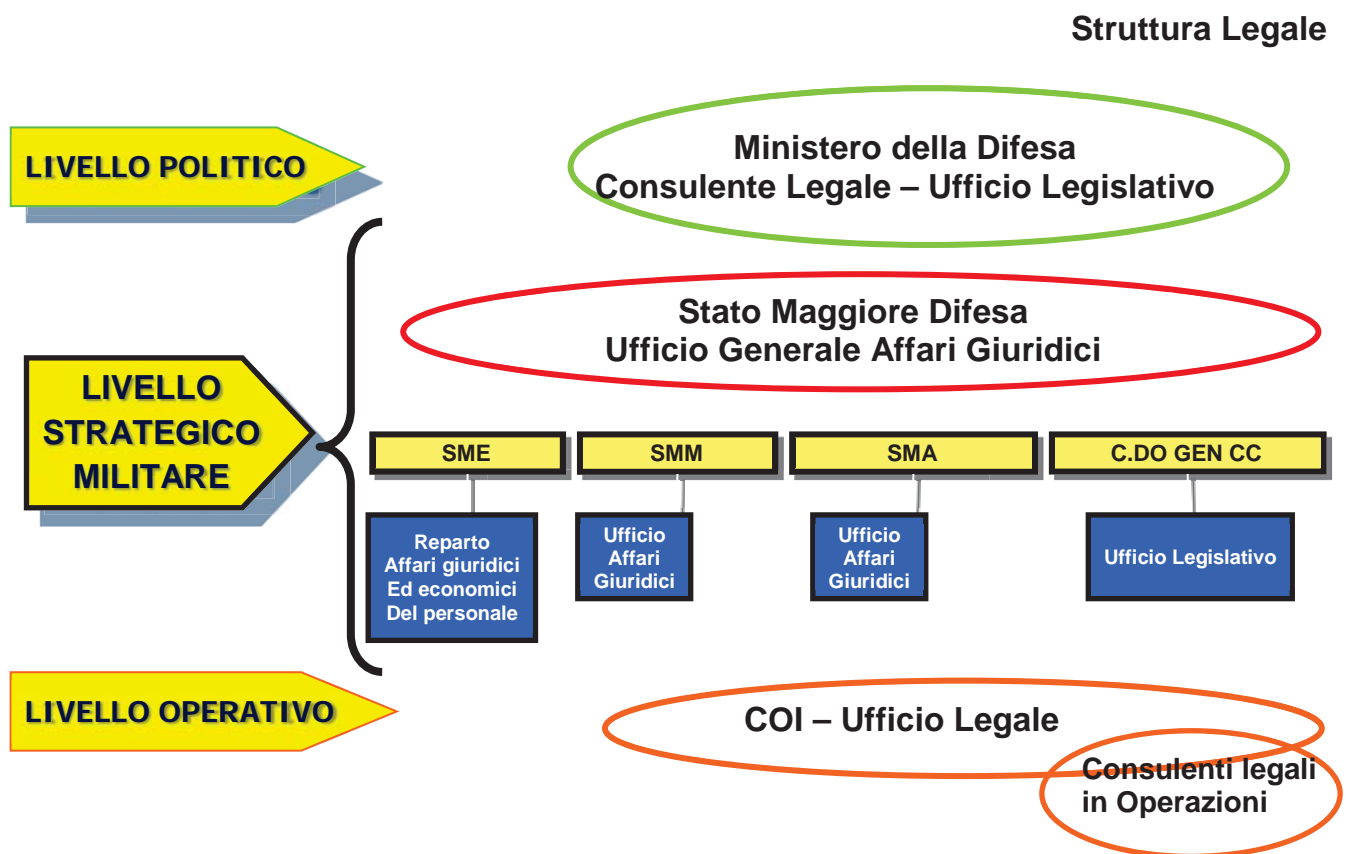 Struttura Legale
LIVELLO POLITICO
Ministero della Difesa
Consulente Legale – Ufficio Legislativo
LIVELLO
STRATEGICO
MILITARE
Stato Maggiore Difesa
Ufficio Generale Affari Giuridici
SME
Reparto
Affari giuridici
Ed economici
Del personale
SMM
Ufficio
Affari
Giuridici
SMA
Ufficio
Affari
Giuridici
C.DO GEN CC
Ufficio Legislativo
LIVELLO OPERATIVO
COI – Ufficio Legale
Consulenti legali
in Operazioni